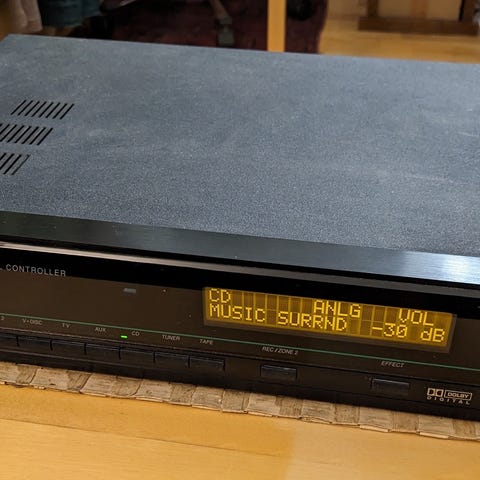 L CONTROLLER
CD ANLG VOL
MUSIC SURRND -30 dB
2 V-DISC TV AUX CD TUNER TAPE REC/ZONE 2 EFFECT
DOLBY
DIGITAL